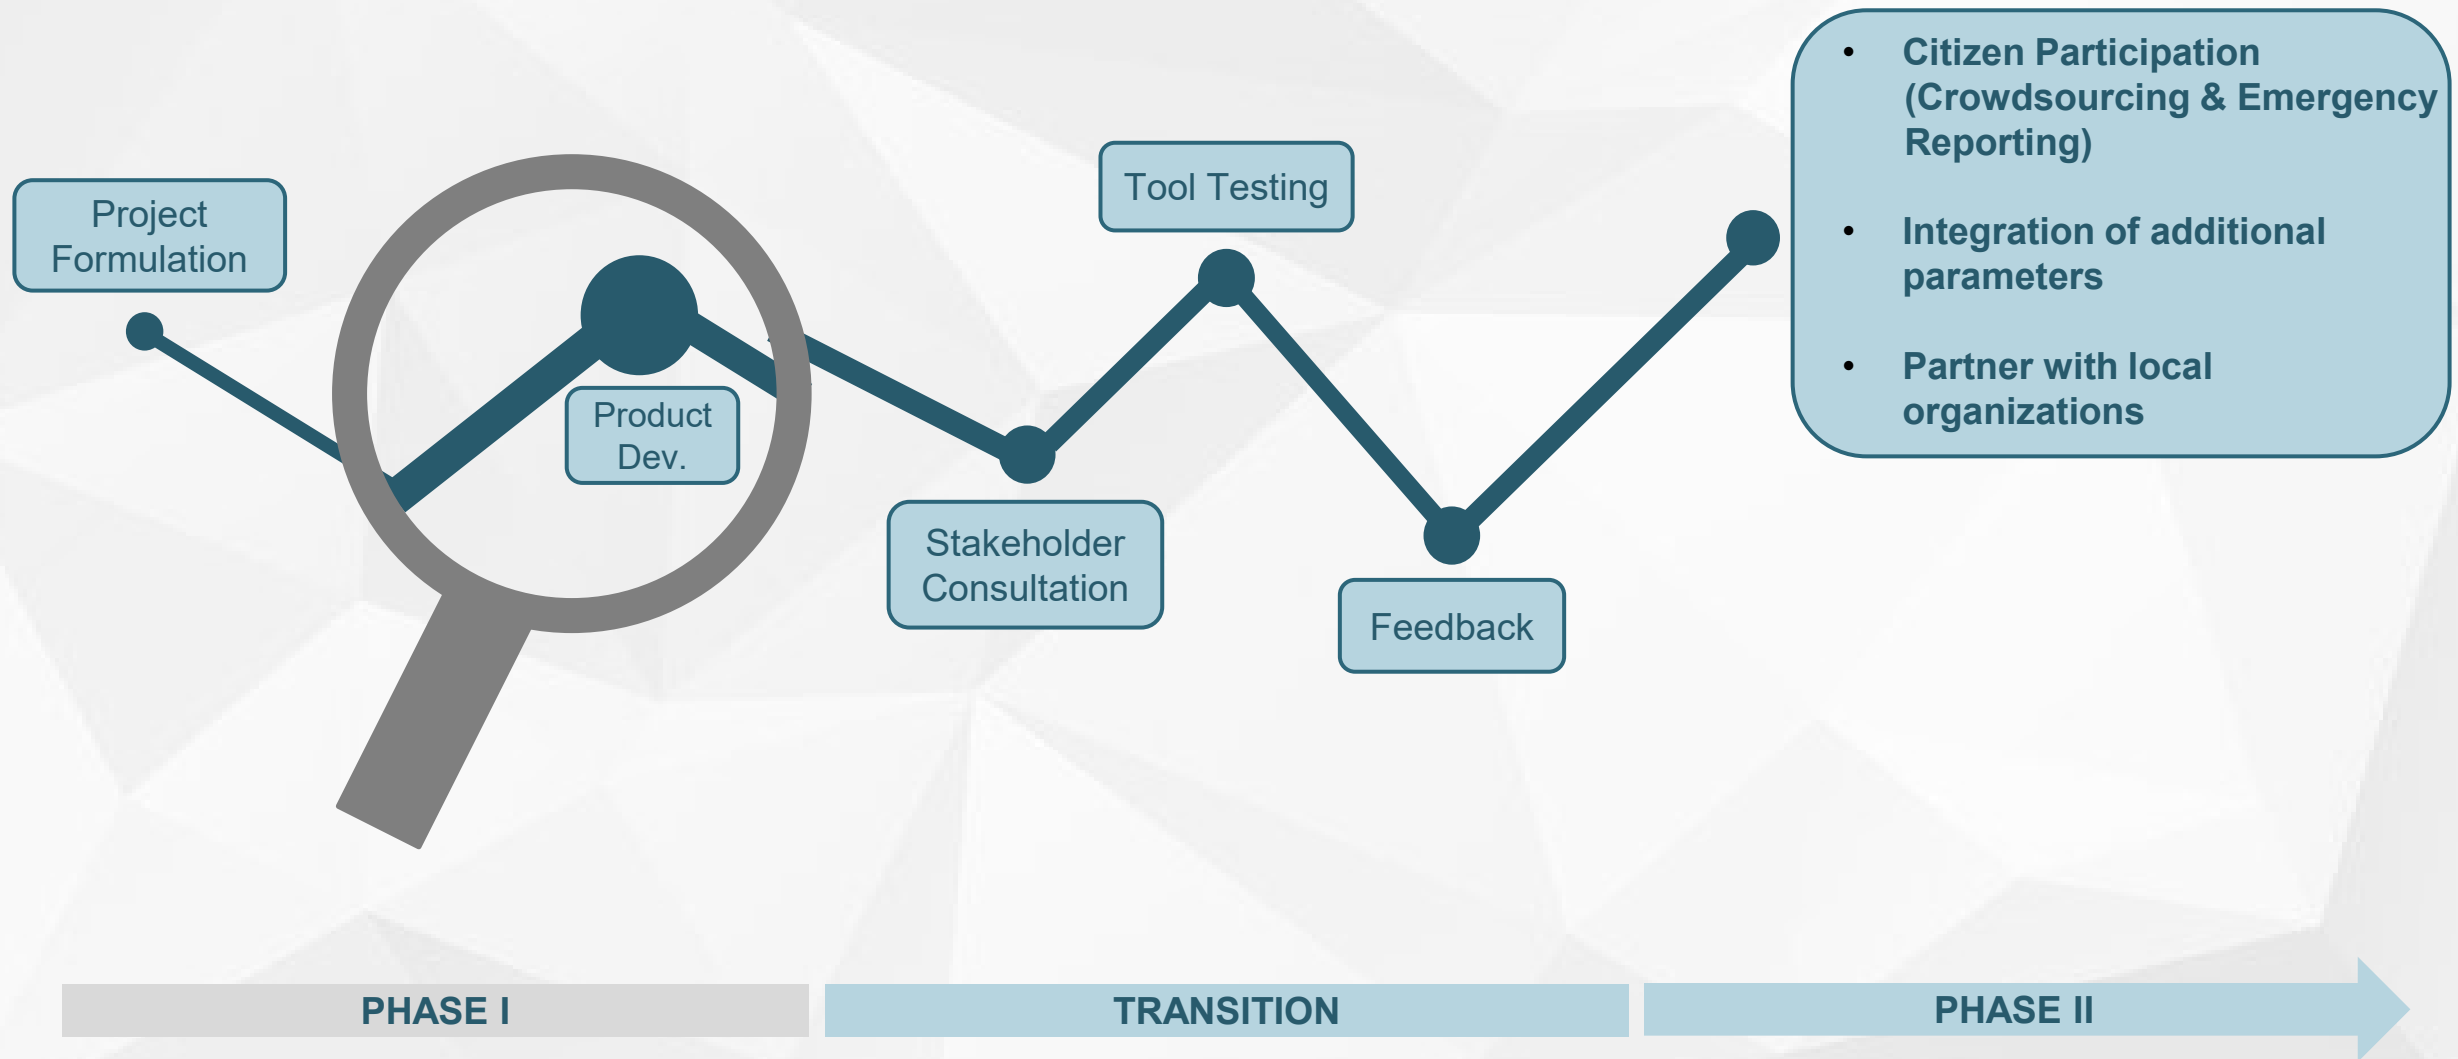 Project
Formulation
Product
Dev.
Stakeholder
Consultation
Tool Testing
Feedback
• Citizen Participation
(Crowdsourcing & Emergency
Reporting)
• Integration of additional
parameters
• Partner with local
organizations
PHASE I
TRANSITION
PHASE II